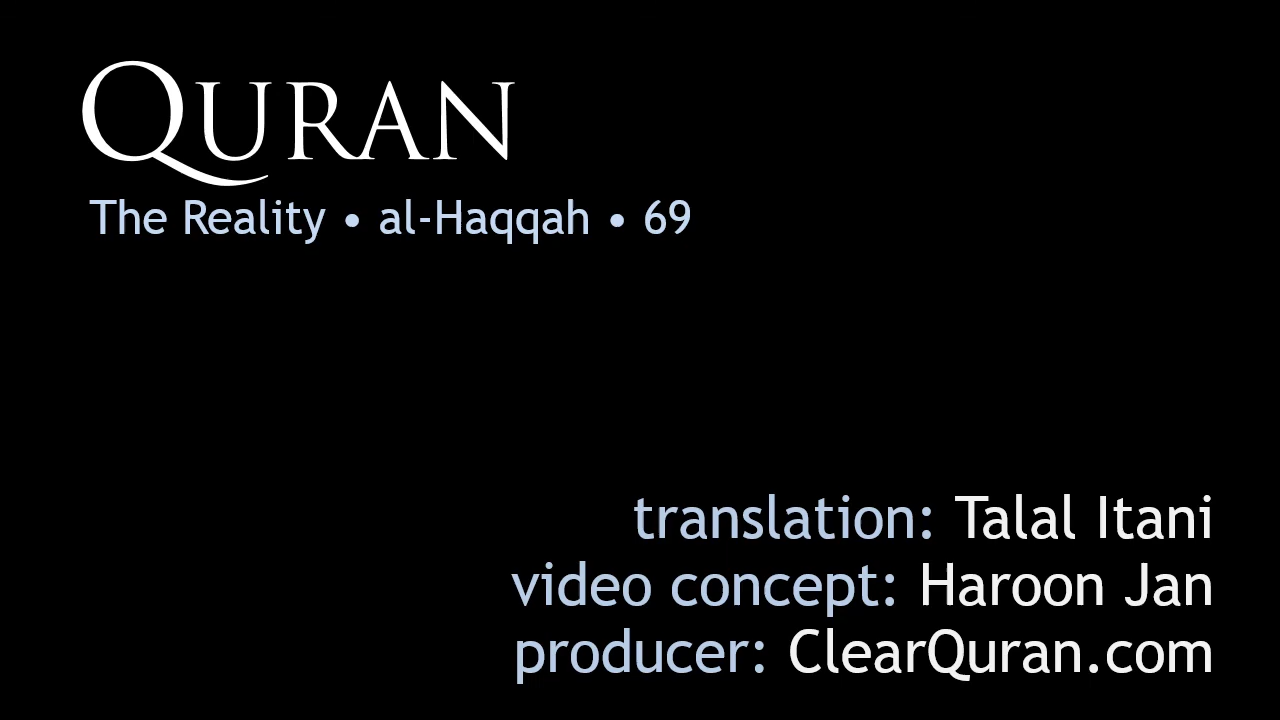 QURAN
The Reality • al-Haqqah • 69
translation: Talal Itani
video concept: Haroon Jan
producer: ClearQuran.com